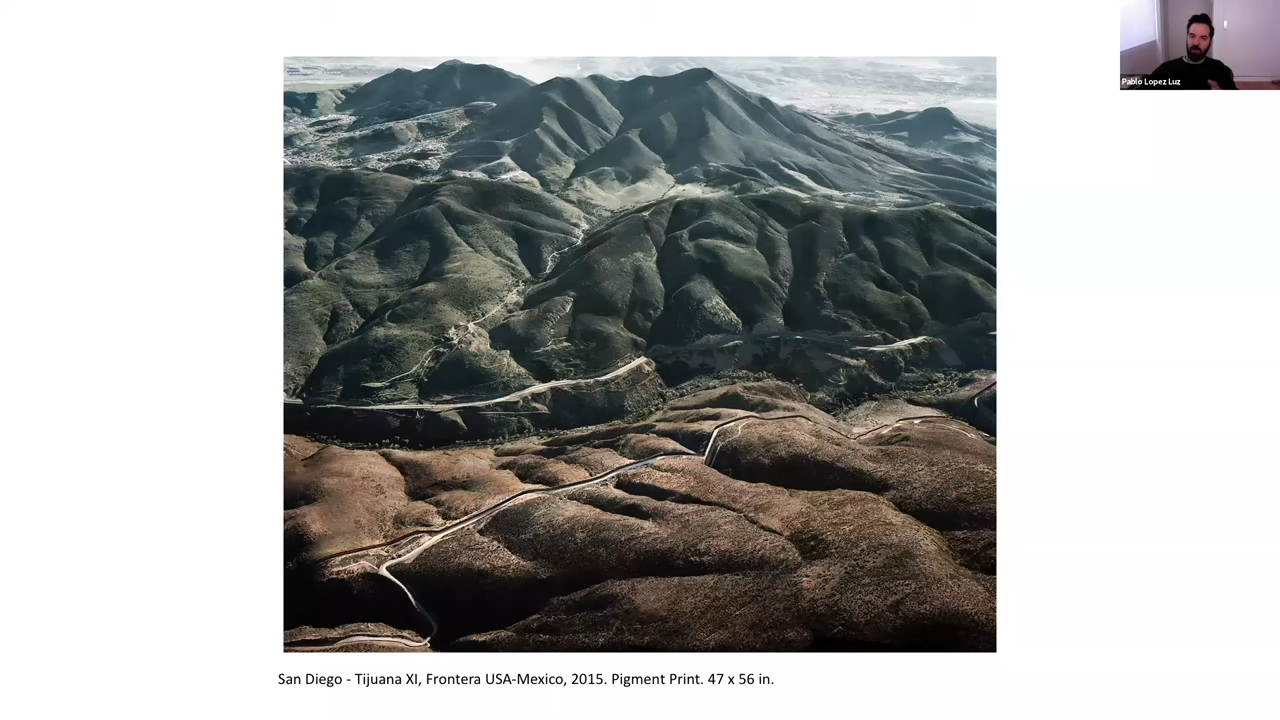 Pablo Lopez Luz
San Diego - Tijuana XI, Frontera USA-Mexico, 2015. Pigment Print. 47 x 56 in.